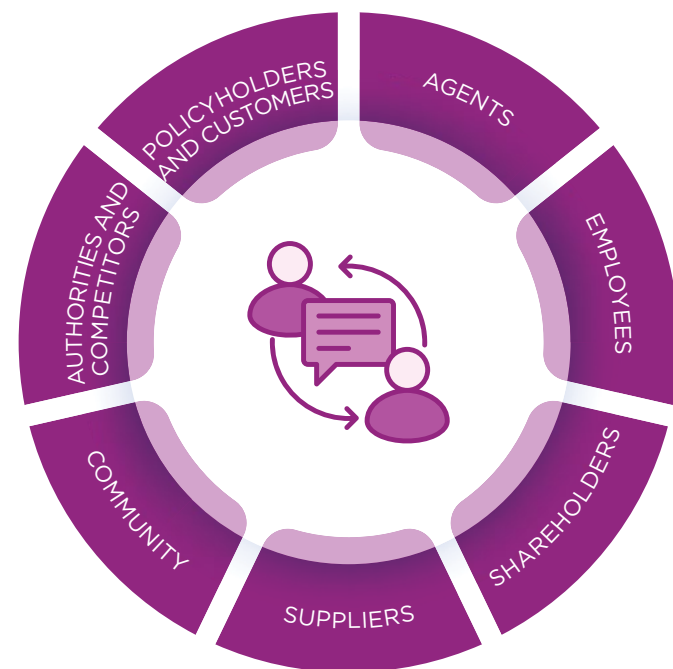 POLICYHOLDERS
AND CUSTOMERS
AGENTS
EMPLOYEES
SHAREHOLDERS
SUPPLIERS
COMMUNITY
AUTHORITIES AND
COMPETITORS